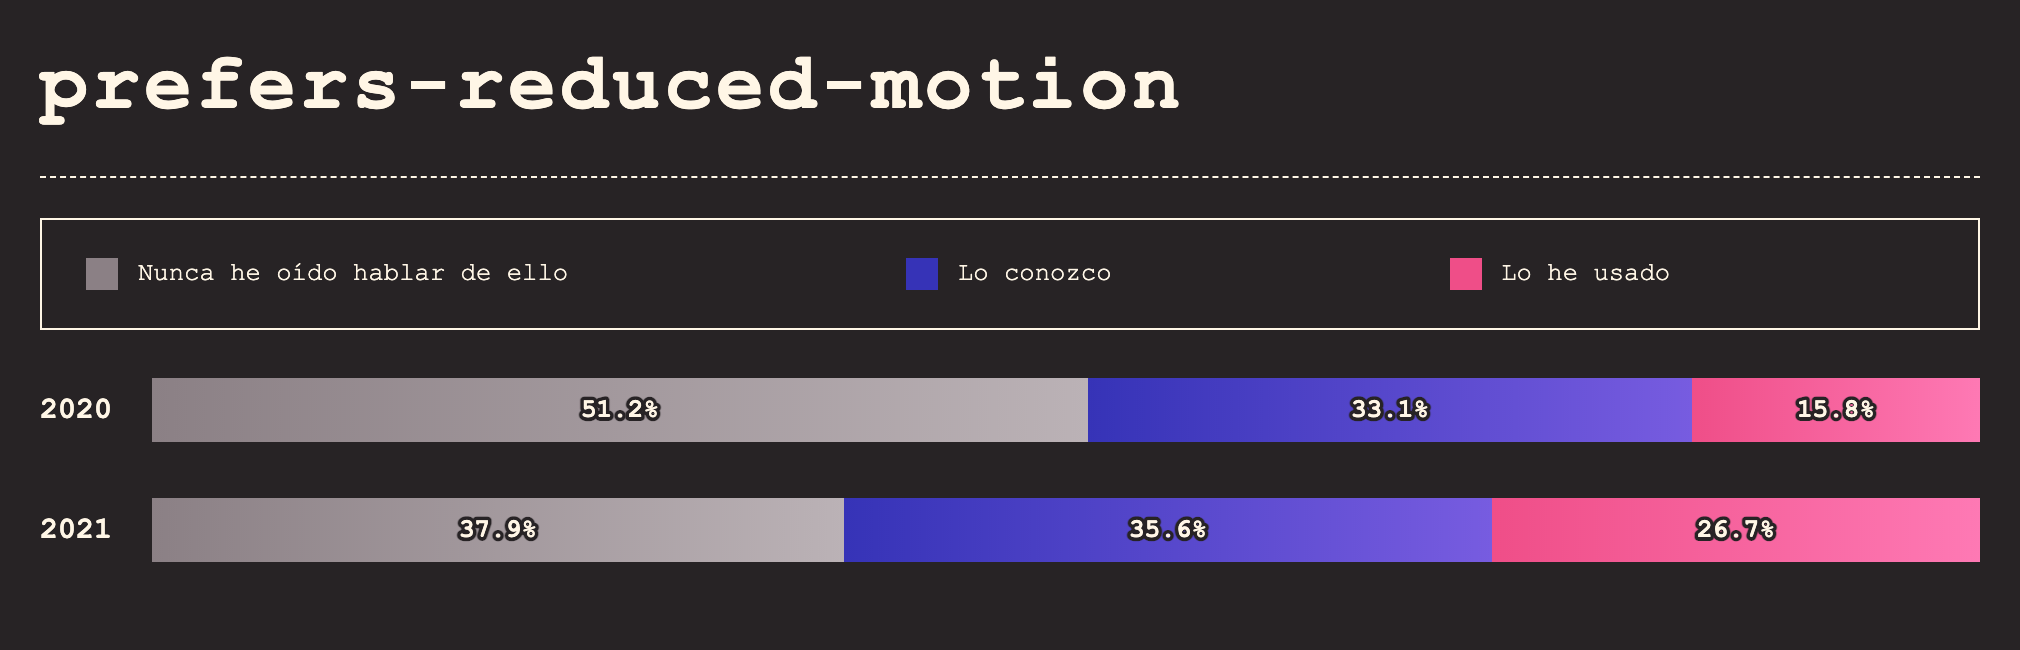 prefers-reduced-motion
Nunca he oído hablar de ello Lo conozco Lo he usado
2020 51.2% 33.1% 15.8%
2021 37.9% 35.6% 26.7%